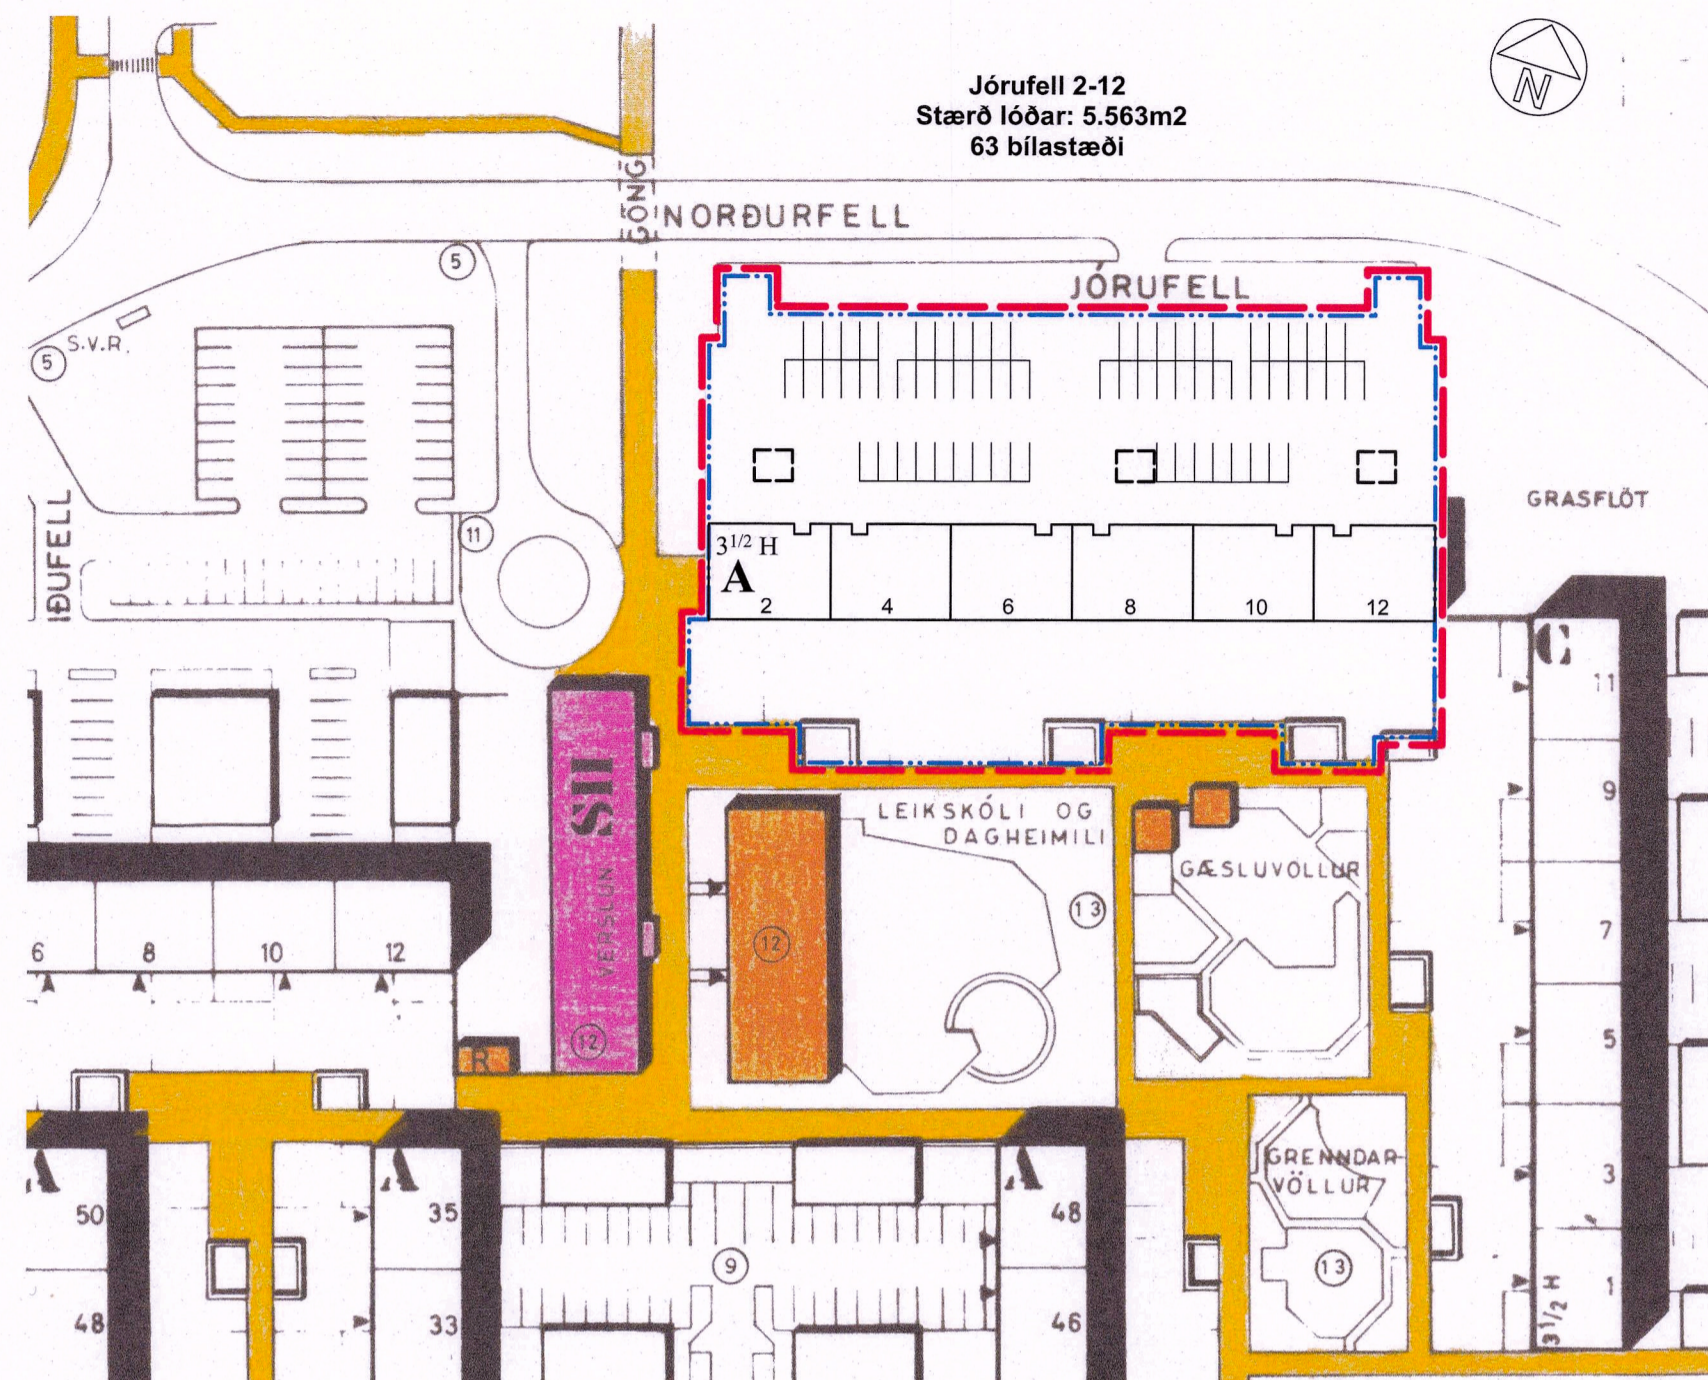 Jórufell 2-12
Stærð lóðar: 5.563m2
63 bílastæði
N
GÖNG
NORÐURFELL
5
JÓRUFELL
5
S.V.R.
GRASFLÖT
11
IÐUFELL
3 1/2 H
A
2
4
6
8
10
12
C
11
9
7
5
3
1
3 1/2 H
SII
VERSLUN
12
LEIKSKÓLI OG
DAGHEIMILI
13
12
GÆSLUVÖLLUR
6
8
10
12
R
GRENNDAR
VÖLLUR
13
A
50
48
A
35
33
9
A
48
46